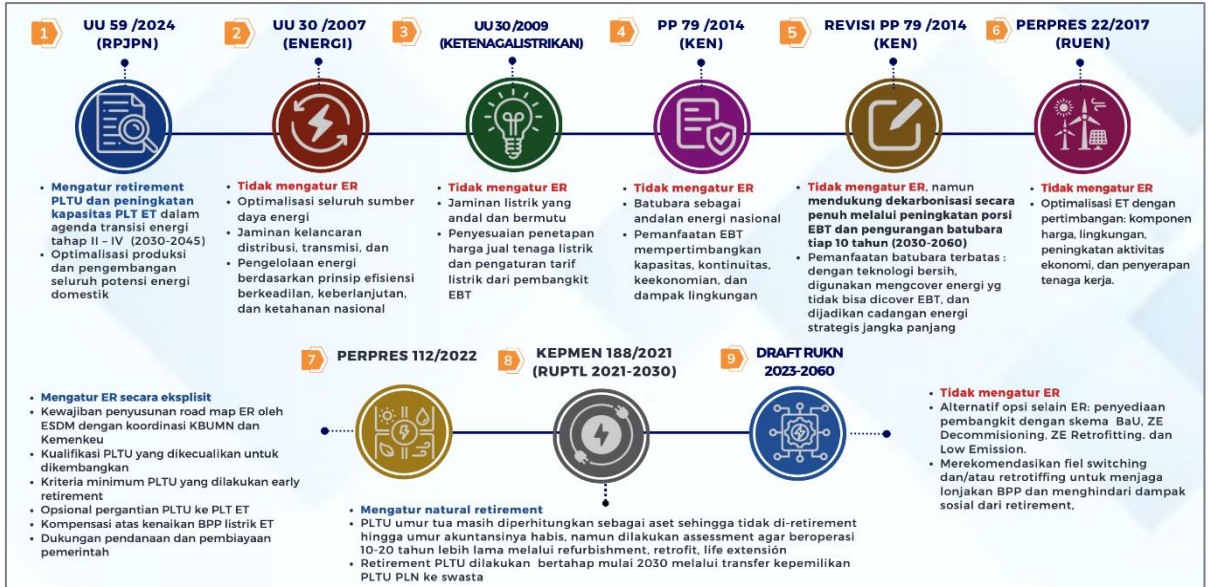 1
UU 59 /2024
(RPJPN)
2
UU 30 /2007
(ENERGI)
3
UU 30 /2009
(KETENAGALISTRIKAN)
4
PP 79 /2014
(KEN)
5
REVISI PP 79 /2014
(KEN)
6
PERPRES 22/2017
(RUEN)
• Mengatur retirement
PLTU dan peningkatan
kapasitas PLT ET dalam
agenda transisi energi
tahap II – IV (2030-2045)
• Optimalisasi produksi
dan pengembangan
seluruh potensi energi
domestik
• Tidak mengatur ER
• Optimalisasi seluruh sumber
daya energi
• Jaminan kelancaran
distribusi, transmisi, dan
• Pengelolaan energi
berdasarkan prinsip efisiensi
berkeadilan, keberlanjutan,
dan ketahanan nasional
• Tidak mengatur ER
• Jaminan listrik yang
andal dan bermutu
• Penyesuaian penetapan
harga jual tenaga listrik
dan pengaturan tarif
listrik dari pembangkit
EBT
• Tidak mengatur ER
• Batubara sebagai
andalan energi nasional
• Pemanfaatan EBT
mempertimbangkan
kapasitas, kontinuitas,
keekonomian, dan
dampak lingkungan
• Tidak mengatur ER, namun
mendukung dekarbonisasi secara
penuh melalui peningkatan porsi
EBT dan pengurangan batubara
tiap 10 tahun (2030-2060)
• Pemanfaatan batubara terbatas :
dengan teknologi bersih,
digunakan mengcover energi yg
tidak bisa dicover EBT, dan
dijadikan cadangan energi
strategis jangka panjang
• Tidak mengatur ER
• Optimalisasi ET dengan
pertimbangan: komponen
harga, lingkungan,
peningkatan aktivitas
ekonomi, dan penyerapan
tenaga kerja.
7
PERPRES 112/2022
8
KEPMEN 188/2021
(RUPTL 2021-2030)
9
DRAFT RUKN
2023-2060
• Mengatur ER secara eksplisit
• Kewajiban penyusunan road map ER oleh
ESDM dengan koordinasi KBUMN dan
Kemenkeu
• Kualifikasi PLTU yang dikecualikan untuk
dikembangkan
• Kriteria minimum PLTU yang dilakukan early
retirement
• Opsional pergantian PLTU ke PLT ET
• Kompensasi atas kenaikan BPP listrik ET
• Dukungan pendanaan dan pembiayaan
pemerintah
• Mengatur natural retirement
• PLTU umur tua masih diperhitungkan sebagai aset sehingga tidak di-retirement
hingga umur akuntansinya habis, namun dilakukan assessment agar beroperasi
10-20 tahun lebih lama melalui refurbishment, retrofit, life extensión
• Retirement PLTU dilakukan bertahap mulai 2030 melalui transfer kepemilikan
PLTU PLN ke swasta
• Tidak mengatur ER
• Alternatif opsi selain ER: penyediaan
pembangkit dengan skema BaU, ZE
Decommisioning, ZE Retrofitting. dan
Low Emission.
• Merekomendasikan fiel switching
dan/atau retrotiffing untuk menjaga
lonjakan BPP dan menghindari dampak
sosial dari retirement,